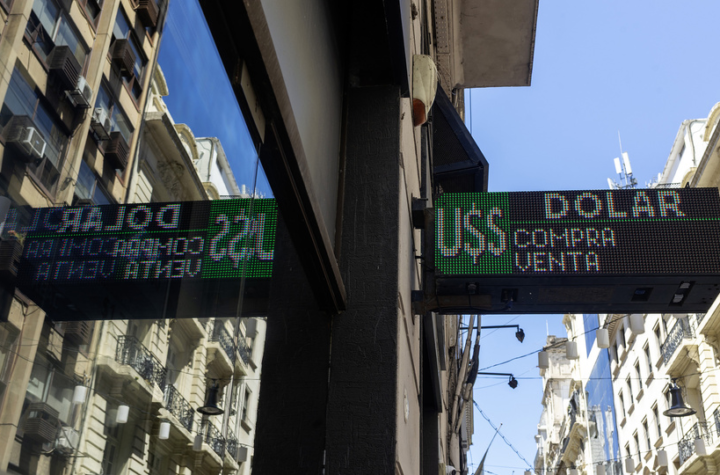 U$S DOLAR
COMPRA
VENTA